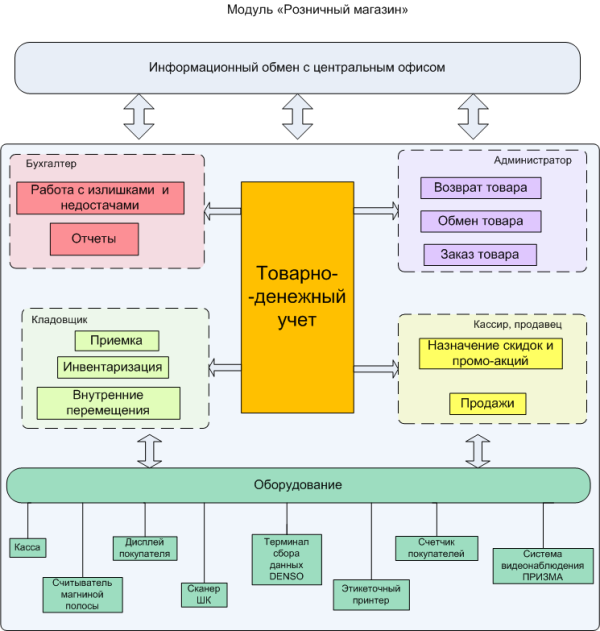 Модуль «Розничный магазин»
Информационный обмен с центральным офисом
Бухгалтер
Работа с излишками и
недостачами
Отчеты
Администратор
Возврат товара
Обмен товара
Заказ товара
Товарно-
-денежный
учет
Кладовщик
Приемка
Инвентаризация
Внутренние
перемещения
Кассир, продавец
Назначение скидок и
промо-акций
Продажи
Оборудование
Касса
Считыватель
магниной
полосы
Дисплей
покупателя
Сканер
ШК
Терминал
сбора
данных
DENSO
Этикеточный
принтер
Счетчик
покупателей
Система
видеонаблюдения
ПРИЗМА